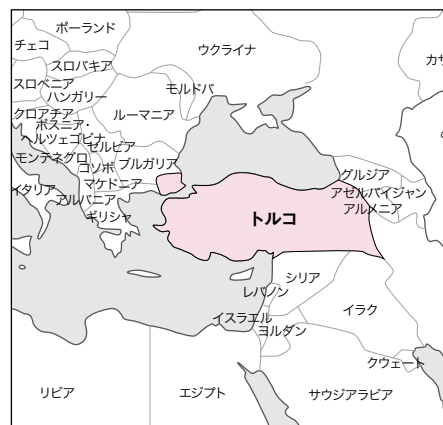 ポーランド
チェコ
ウクライナ
カザ
スロバキア
スロベニア
ハンガリー
モルドバ
クロアチア
ルーマニア
ボスニア・
ヘルツェゴビナ
セルビア
モンテネグロ
コソボ
ブルガリア
グルジア
イタリア
マケドニア
アゼルバイジャン
アルバニア
アルメニア
ギリシャ
トルコ
シリア
レバノン
イラク
イスラエル
ヨルダン
クウェート
リビア
エジプト
サウジアラビア